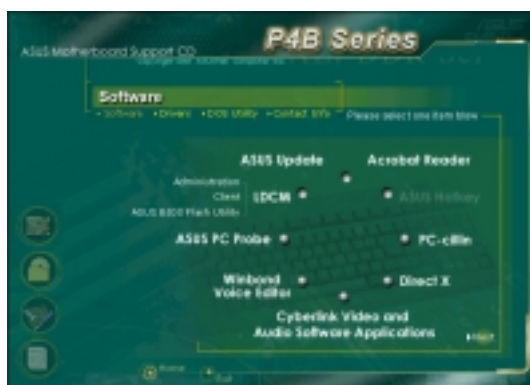 P4B Series
ASUS Motherboard Support CD
Software
• Software • Drivers • DOS Utility • Contact Info
Please select one item blow
ASUS Update
Acrobat Reader
Administration
Client
ASUS BIOS Flash Utility
LDCM
ASUS Hotkey
ASUS PC Probe
PC-cillin
Winbond
Voice Editor
Direct X
Cyberlink Video and
Audio Software Applications